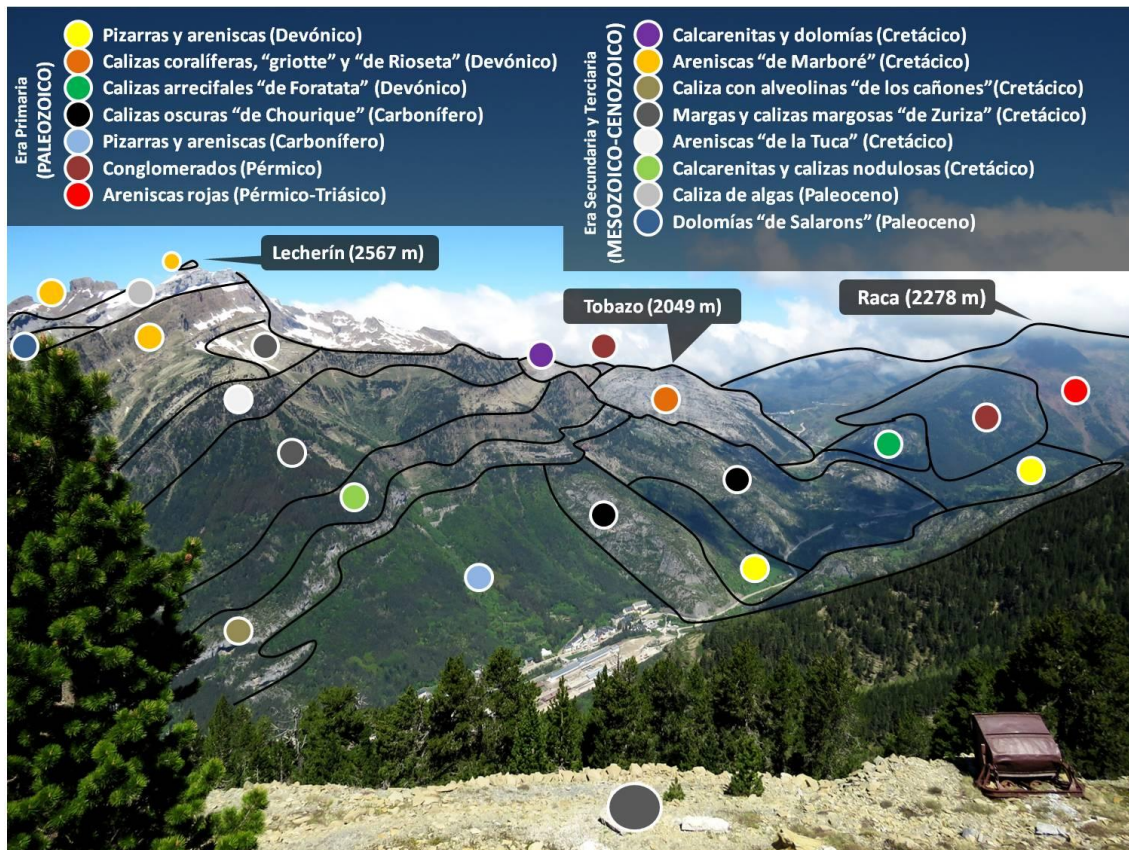 Era Primaria
(PALEOZOICO)
Pizarras y areniscas (Devónico)
Calizas coralíferas, "griotte" y "de Rioseta" (Devónico)
Calizas arrecifales "de Foratata" (Devónico)
Calizas oscuras "de Chourique" (Carbonífero)
Pizarras y areniscas (Carbonífero)
Conglomerados (Pérmico)
Areniscas rojas (Pérmico-Triásico)
Era Secundaria y Terciaria
(MESOZOICO-CENOZOICO)
Calcarenitas y dolomías (Cretácico)
Areniscas "de Marboré" (Cretácico)
Caliza con alveolinas "de los cañones"(Cretácico)
Margas y calizas margosas "de Zuriza" (Cretácico)
Areniscas "de la Tuca" (Cretácico)
Calcarenitas y calizas nodulosas (Cretácico)
Caliza de algas (Paleoceno)
Dolomías "de Salarons" (Paleoceno)
Lecherín (2567 m)
Tobazo (2049 m)
Raca (2278 m)